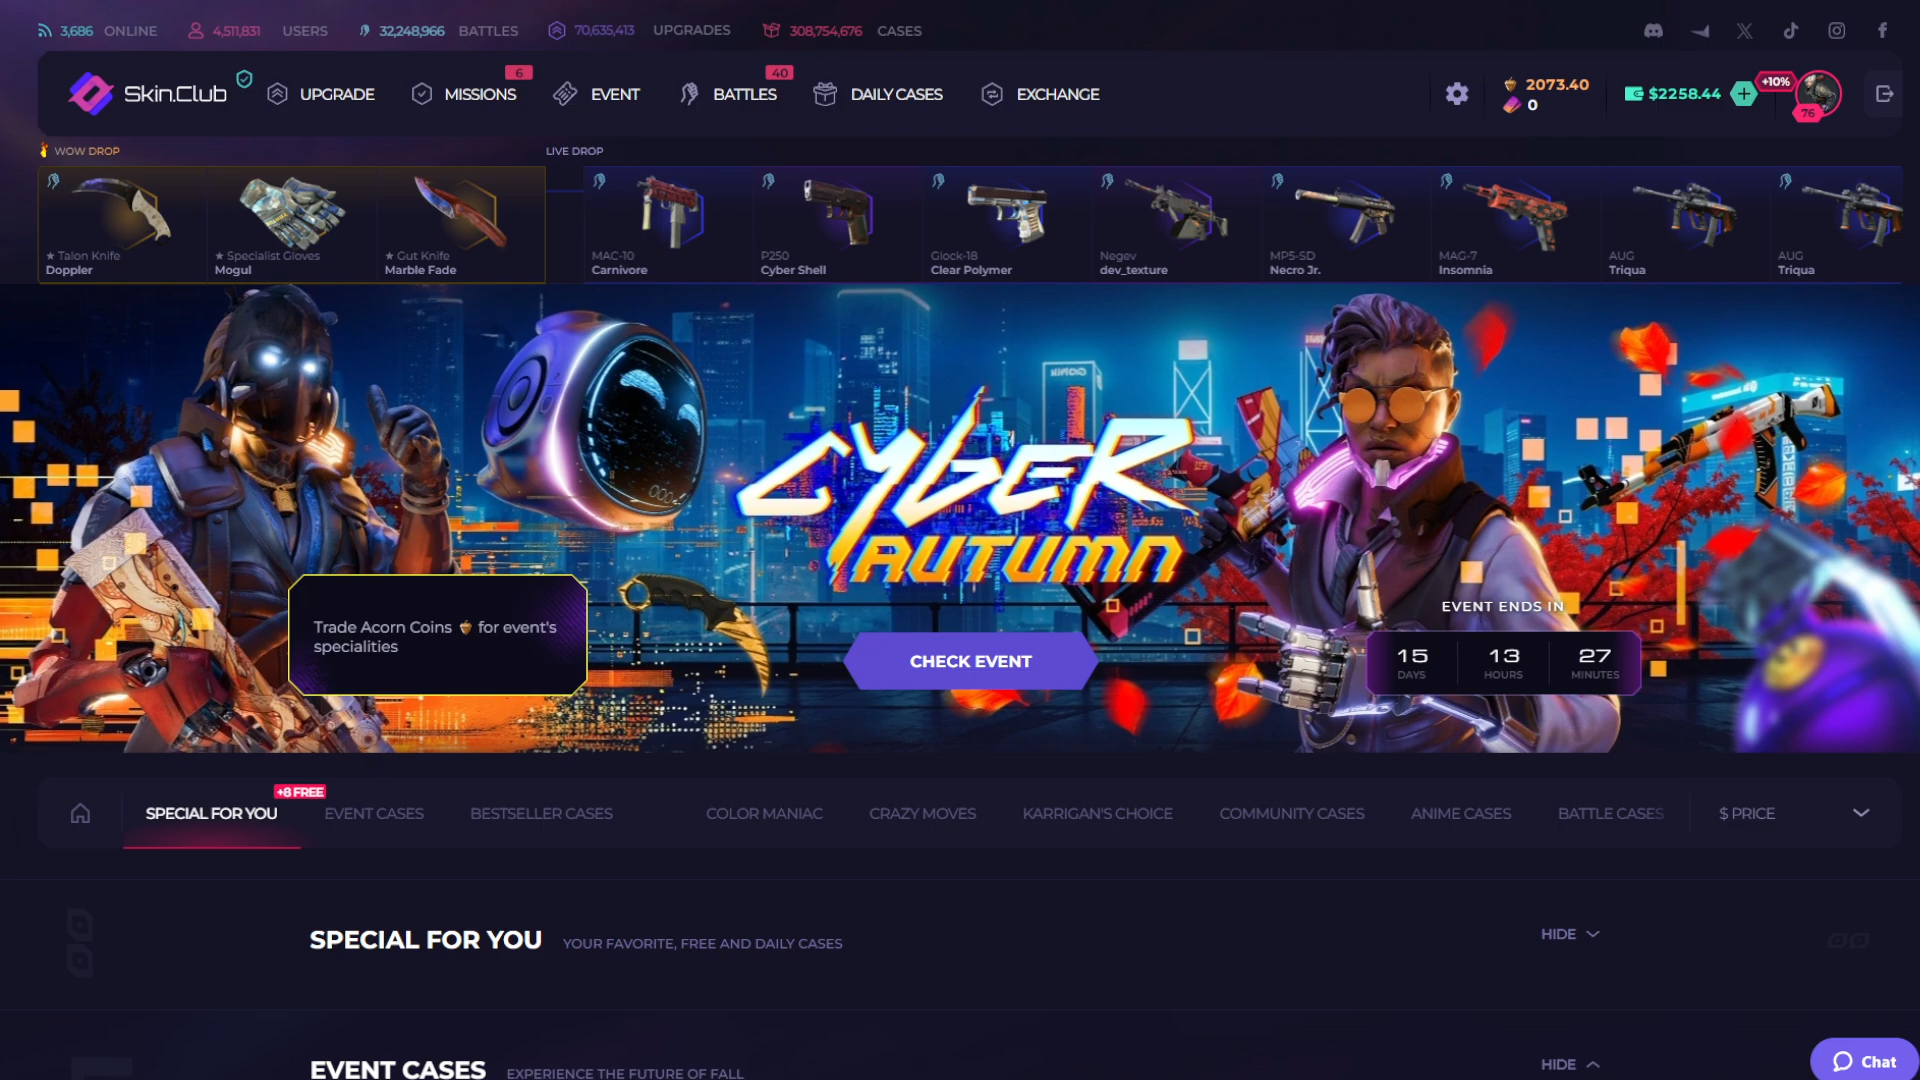 3,686 ONLINE 4,511,831 USERS 32,248,966 BATTLES 70,635,413 UPGRADES 308,754,676 CASES
Skin.Club UPGRADE MISSIONS 6 EVENT BATTLES 40 DAILY CASES EXCHANGE 2073.40 0 $2258.44 + +10% 76
WOW DROP LIVE DROP
★ Talon Knife ★ Specialist Gloves ★ Gut Knife MAC-10 P250 Glock-18 Negev MP5-SD MAG-7 AUG AUG
Doppler Mogul Marble Fade Carnivore Cyber Shell Clear Polymer dev_texture Necro Jr. Insomnia Triqua Triqua
CYBER
AUTUMN
Trade Acorn Coins for event's
specialities
CHECK EVENT
EVENT ENDS IN
15 13 27
DAYS HOURS MINUTES
+8 FREE
SPECIAL FOR YOU EVENT CASES BESTSELLER CASES COLOR MANIAC CRAZY MOVES KARRIGAN'S CHOICE COMMUNITY CASES ANIME CASES BATTLE CASES $ PRICE
SPECIAL FOR YOU YOUR FAVORITE, FREE AND DAILY CASES HIDE
EVENT CASES EXPERIENCE THE FUTURE OF FALL HIDE
Chat